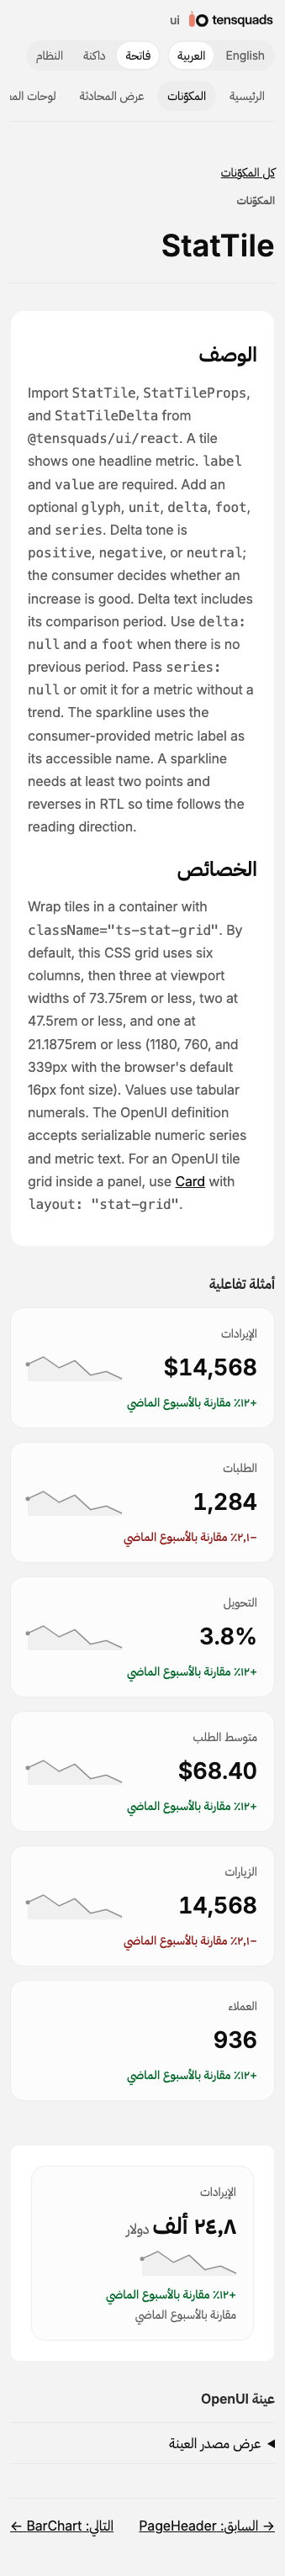 tensquads ui
English العربية فاتحة داكنة النظام
الرئيسية المكوّنات عرض المحادثة لوحات
كل المكوّنات
المكوّنات
StatTile
الوصف
Import StatTile, StatTileProps,
and StatTileDelta from
@tensquads/ui/react. A tile
shows one headline metric. label
and value are required. Add an
optional glyph, unit, delta, foot,
and series. Delta tone is
positive, negative, or neutral;
the consumer decides whether an
increase is good. Delta text includes
its comparison period. Use delta:
null and a foot when there is no
previous period. Pass series:
null or omit it for a metric without a
trend. The sparkline uses the
consumer-provided metric label as
its accessible name. A sparkline
needs at least two points and
reverses in RTL so time follows the
reading direction.
الخصائص
Wrap tiles in a container with
className="ts-stat-grid". By
default, this CSS grid uses six
columns, then three at viewport
widths of 73.75rem or less, two at
47.5rem or less, and one at
21.1875rem or less (1180, 760, and
339px with the browser's default
16px font size). Values use tabular
numerals. The OpenUI definition
accepts serializable numeric series
and metric text. For an OpenUI tile
grid inside a panel, use Card with
layout: "stat-grid".
أمثلة تفاعلية
الإيرادات
$14,568
+١٢٪ مقارنة بالأسبوع الماضي
الطلبات
1,284
−٢,١٪ مقارنة بالأسبوع الماضي
التحويل
3.8%
+١٢٪ مقارنة بالأسبوع الماضي
متوسط الطلب
$68.40
+١٢٪ مقارنة بالأسبوع الماضي
الزيارات
14,568
−٢,١٪ مقارنة بالأسبوع الماضي
العملاء
936
+١٢٪ مقارنة بالأسبوع الماضي
الإيرادات
٢٤,٨ ألف دولار
+١٢٪ مقارنة بالأسبوع الماضي
مقارنة بالأسبوع الماضي
عينة OpenUI
◀ عرض مصدر العينة
→ السابق: PageHeader
التالي: BarChart ←